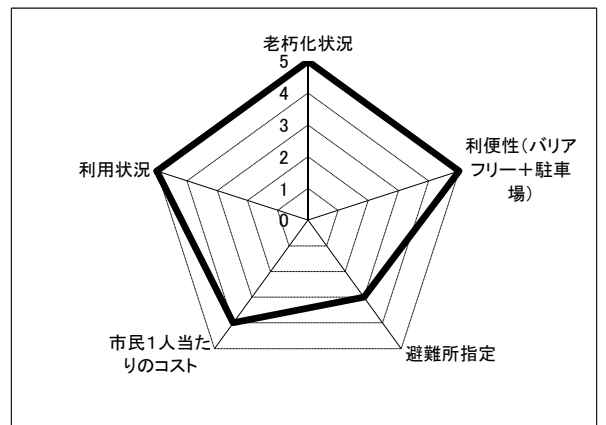 老朽化状況
5
4
3
2
1
0
利便性(バリア
フリー+駐車
場)
利用状況
市民1人当た
りのコスト
避難所指定